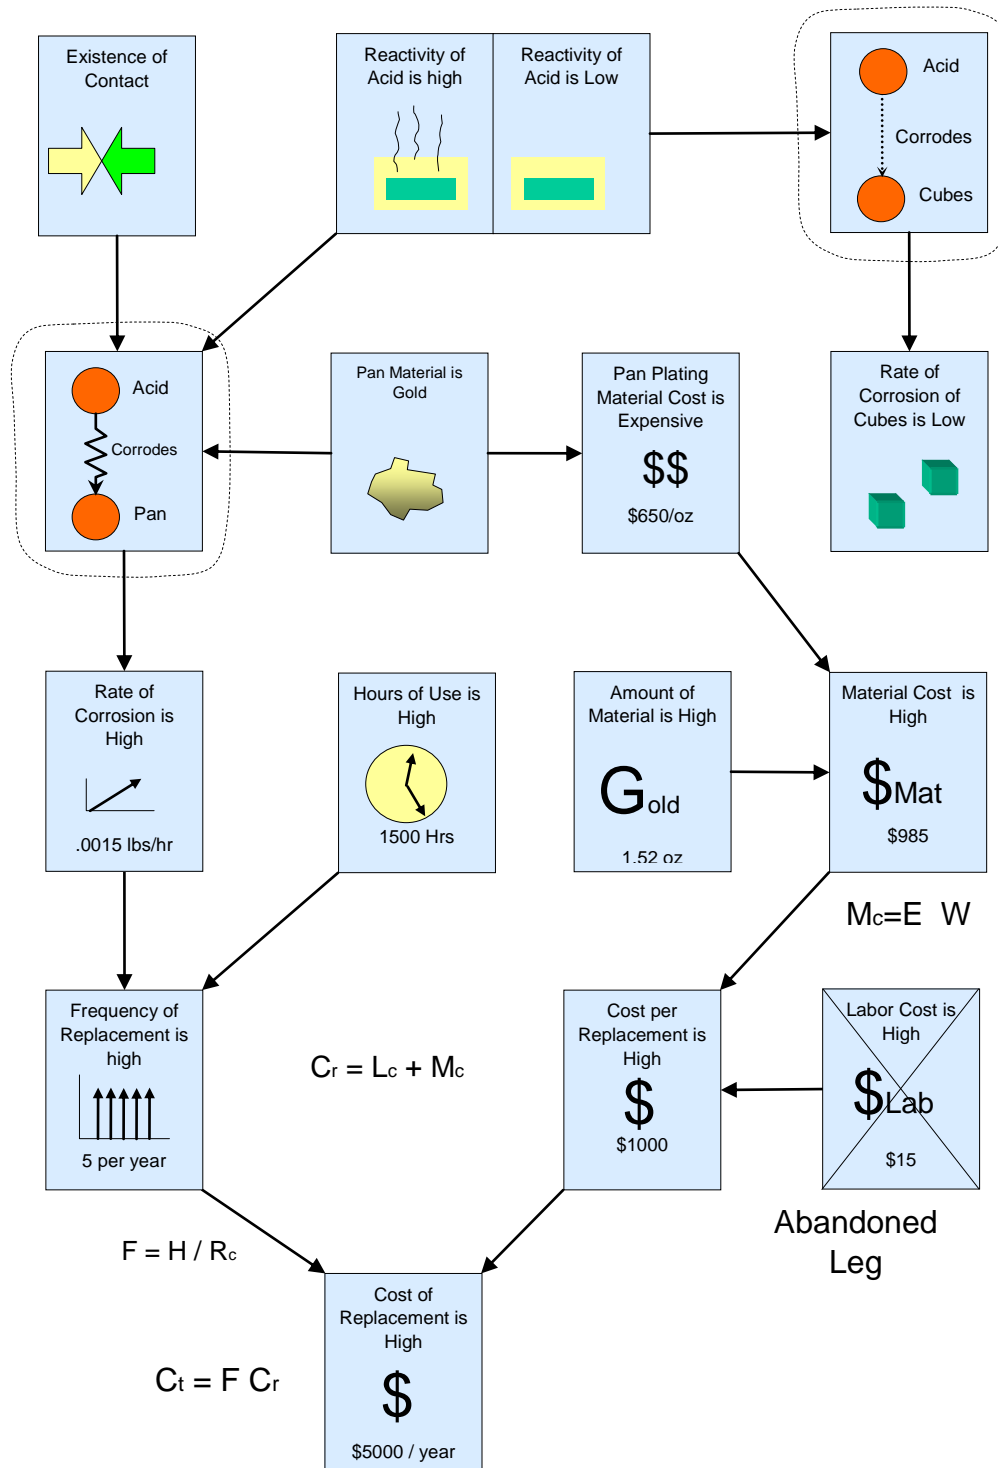 Existence of
Contact
Reactivity of
Acid is high
Reactivity of
Acid is Low
Acid
Corrodes
Cubes
Acid
Corrodes
Pan
Pan Material is
Gold
Pan Plating
Material Cost is
Expensive
$$
$650/oz
Rate of
Corrosion of
Cubes is Low
Rate of
Corrosion is
High
.0015 lbs/hr
Hours of Use is
High
1500 Hrs
Amount of
Material is High
Gold
1.52 oz
Material Cost is
High
$Mat
$985
Mc=E W
Frequency of
Replacement is
high
5 per year
Cr = Lc + Mc
Cost per
Replacement is
High
$
$1000
Labor Cost is
High
$Lab
$15
Abandoned
Leg
F = H / Rc
Cost of
Replacement is
High
$
$5000 / year
Ct = F Cr